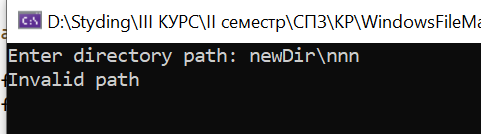 D:\Styding\III КУРС\II семестр\СПЗ\КР\WindowsFileMa
Enter directory path: newDir\nnn
Invalid path